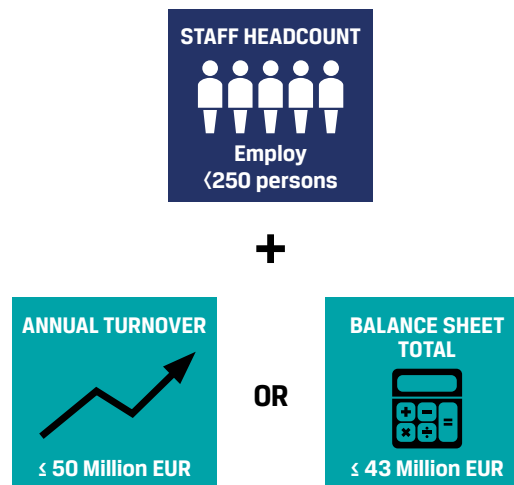 STAFF HEADCOUNT
Employ
<250 persons
+
ANNUAL TURNOVER
≤ 50 Million EUR
OR
BALANCE SHEET
TOTAL
≤ 43 Million EUR